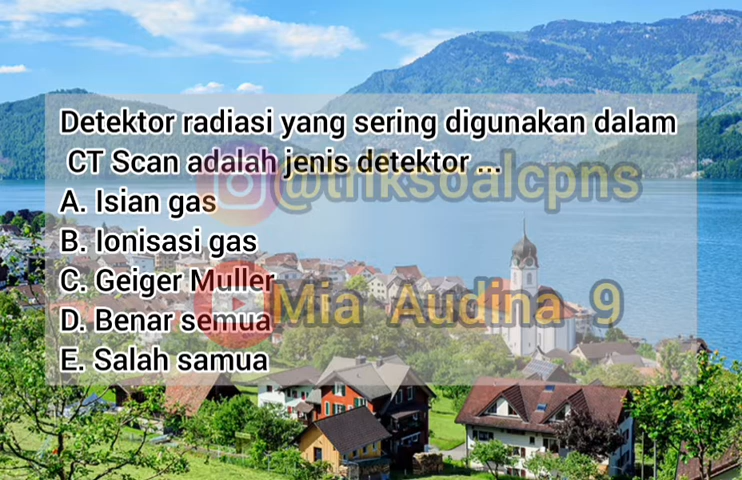 Detektor radiasi yang sering digunakan dalam
CT Scan adalah jenis detektor ...
@triksoalcpns
A. Isian gas
B. Ionisasi gas
C. Geiger Muller
Mia Audina 9
D. Benar semua
E. Salah samua